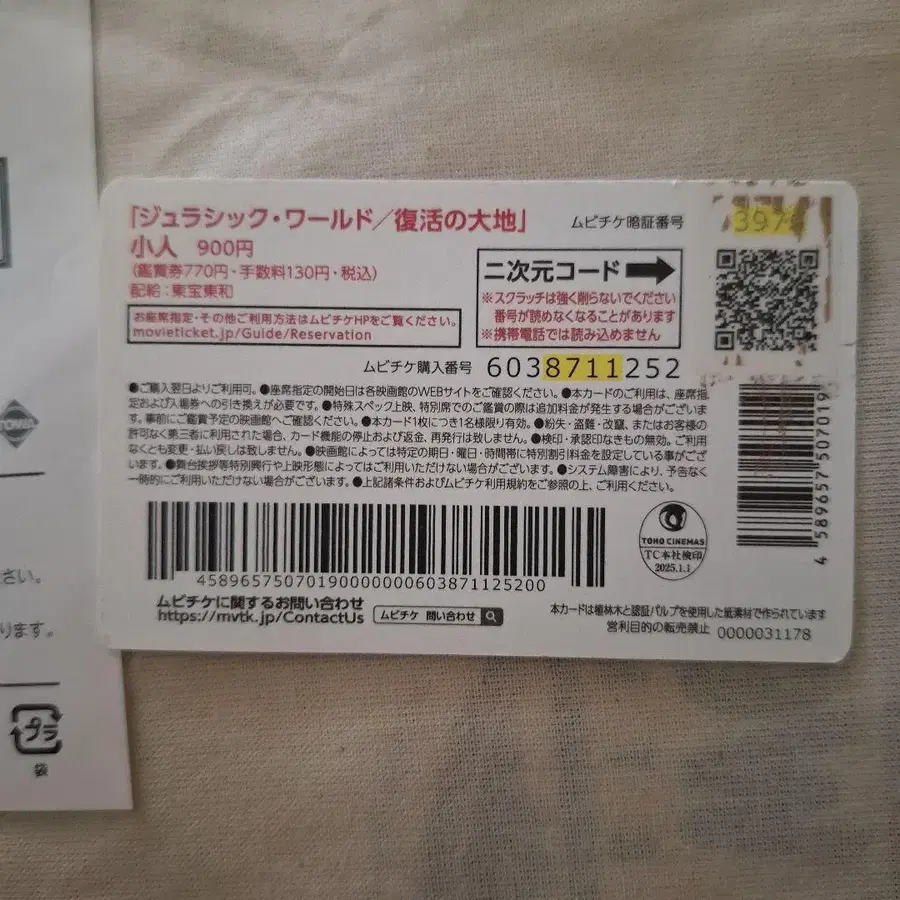 「ジュラシック・ワールド／復活の大地」
小人 900円
(鑑賞券770円・手数料130円・税込)
配給：東宝東和
お座席指定・その他ご利用方法はムビチケHPをご覧ください。
movieticket.jp/Guide/Reservation
ムビチケ暗証番号
397
二次元コード
※スクラッチは強く削らないでください
番号が読めなくなることがあります
※携帯電話では読み込めません
ムビチケ購入番号 6038711252
●ご購入翌日よりご利用可。●座席指定の開始日は各映画館のWEBサイトをご確認ください。●本カードのご利用は、座席指
定および入場券への引き換えが必要です。●特殊スペック上映、特別席でのご鑑賞の際は追加料金が発生する場合がございま
す。事前にご鑑賞予定の映画館へご確認ください。●本カード1枚につき1名様限り有効。●紛失・盗難・改竄、またはお客様の
許可なく第三者に利用された場合、カード機能の停止および返金、再発行は致しません。●検印・承認印なきもの無効。ご利用
なくとも変更・払い戻しは致しません。●映画館によっては特定の期日・曜日・時間帯に特別割引料金を設定している事がござ
います。●舞台挨拶等特別興行や上映形態によってはご利用いただけない場合がございます。●システム障害により、予告なく
一時的にご利用いただけない場合がございます。●上記諸条件およびムビチケ利用規約をご参照の上、ご利用ください。
4589657507019000000060387112520​0
4 589657 507019
TOHO CINEMAS
TC本社検印
2025.1.1
ムビチケに関するお問い合わせ
https://mvtk.jp/ContactUs
ムビチケ 問い合わせ
本カードは植林木と認証パルプを使用した紙素材で作られています
営利目的の転売禁止 0000031178
TOWA
さい。
ります。
プラ
袋